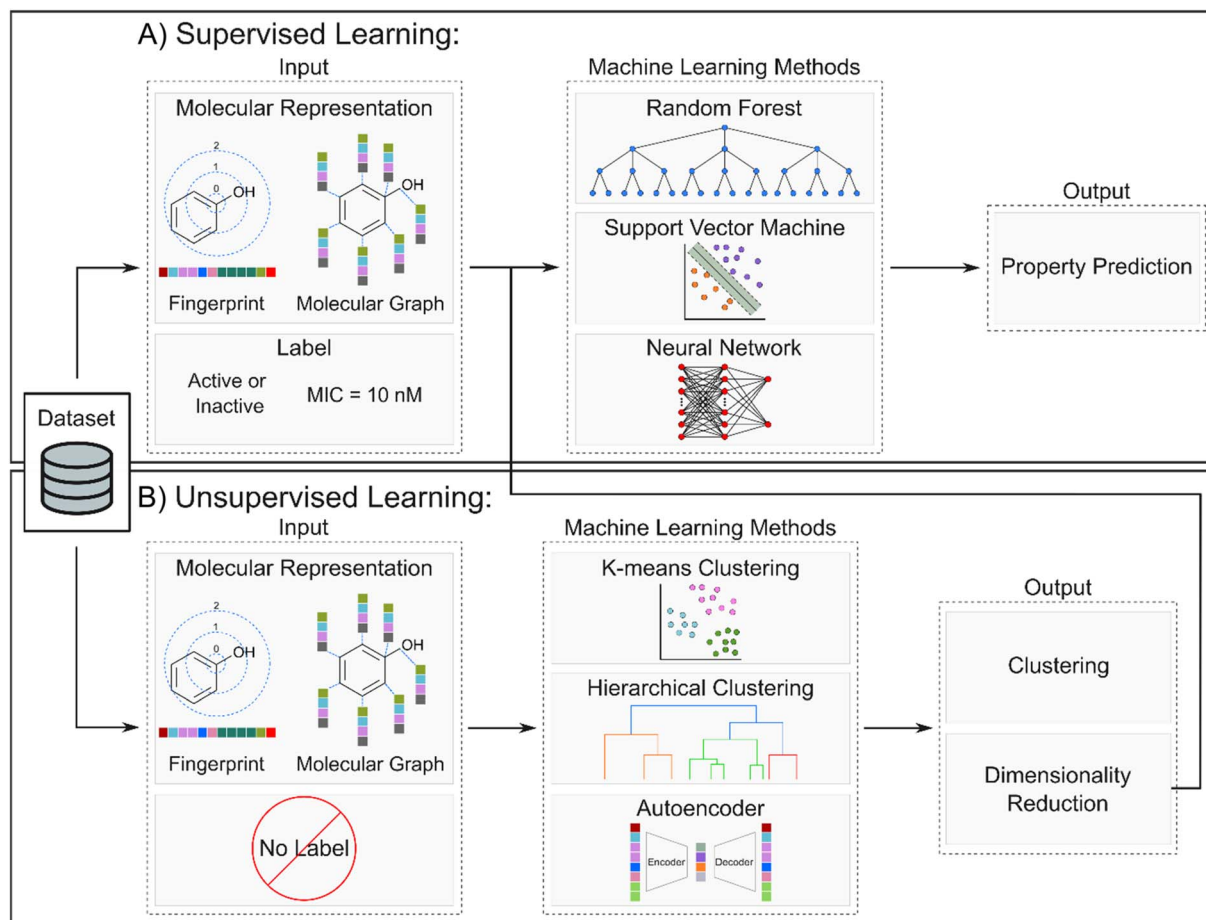 A) Supervised Learning:
Input
Molecular Representation
2
1
0
OH
OH
Fingerprint
Molecular Graph
Label
Active or
Inactive
MIC = 10 nM
Machine Learning Methods
Random Forest
Support Vector Machine
Neural Network
Output
Property Prediction
Dataset
B) Unsupervised Learning:
Input
Molecular Representation
2
1
0
OH
OH
Fingerprint
Molecular Graph
No Label
Machine Learning Methods
K-means Clustering
Hierarchical Clustering
Autoencoder
Encoder
Decoder
Output
Clustering
Dimensionality
Reduction